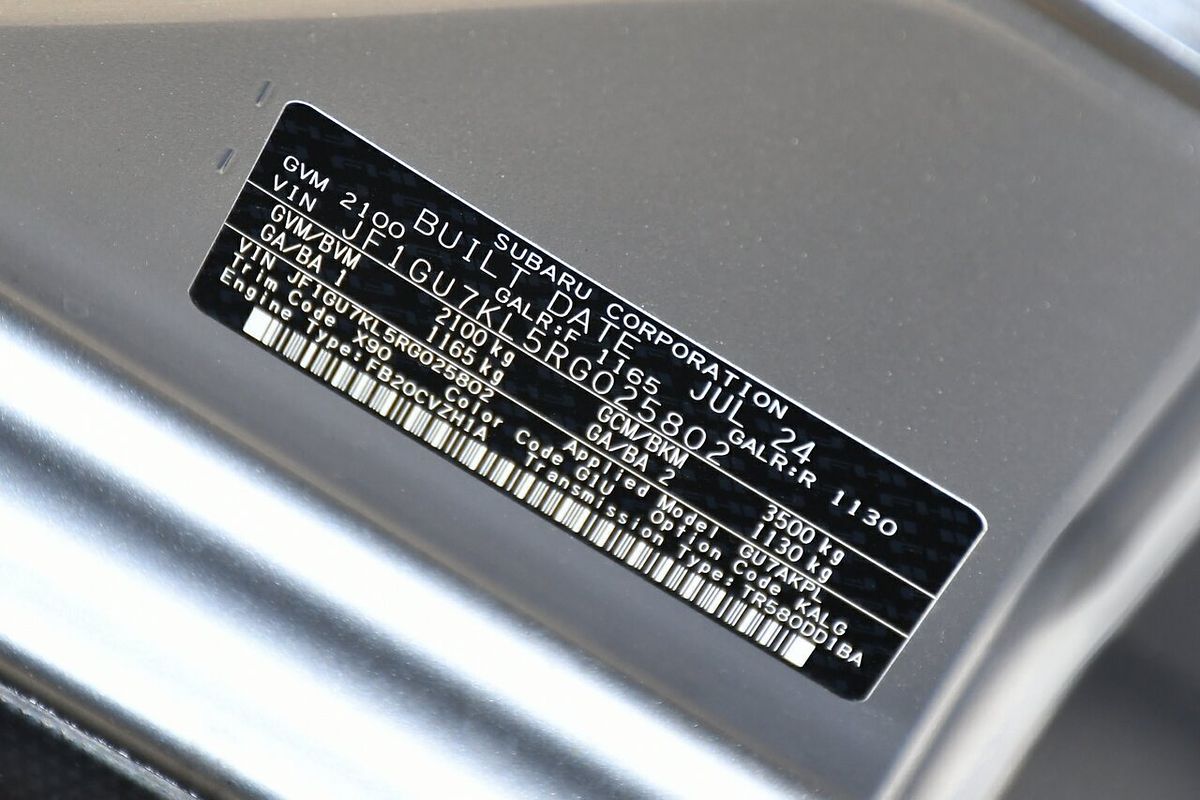 SUBARU CORPORATION
BUILT DATE JUL 24
GVM 2100 GALR:F 1165 GALR:R 1130
VIN JF1GU7KL5RG025802
GVM/BVM 2100 kg GCM/BKM 3500 kg
GA/BA 1 1165 kg GA/BA 2 1130 kg
VIN JF1GU7KL5RG025802 Applied Model GU7AKPL
Trim Code X90 Color Code G1U Option Code KALG
Engine Type: FB20CVZH1A Transmission Type: TR580DD1BA